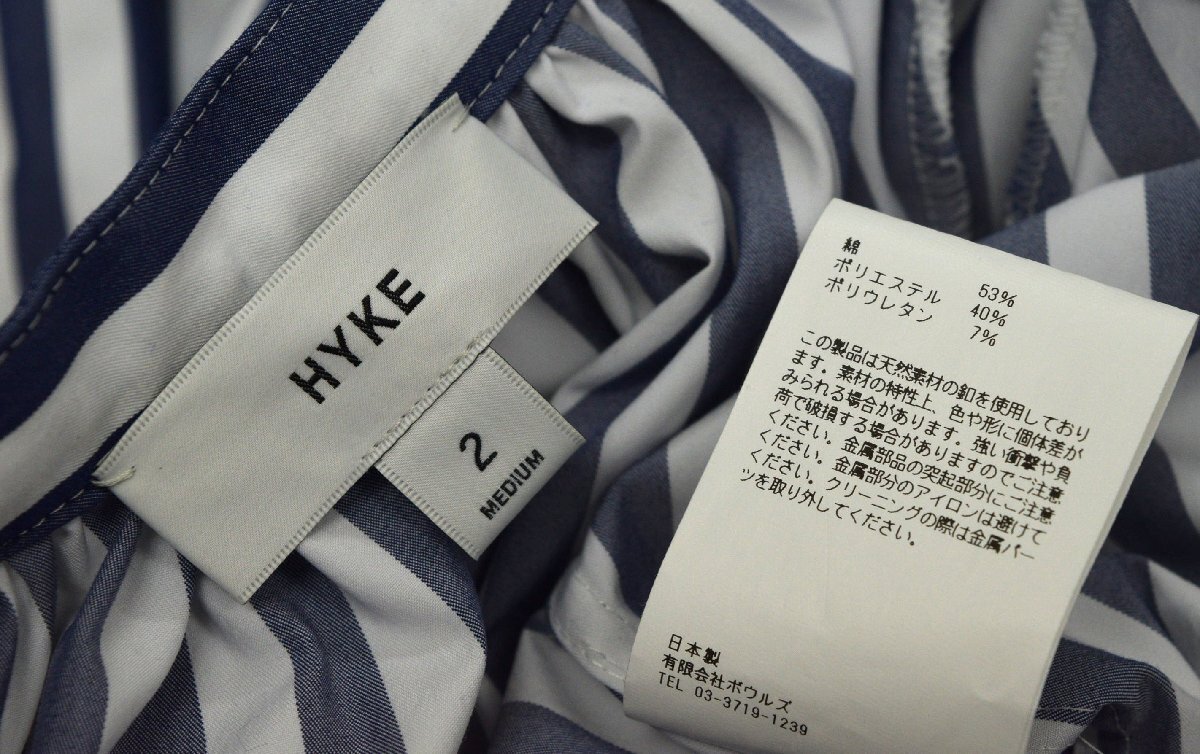 HYKE
2
MEDIUM
綿 53%
ポリエステル 40%
ポリウレタン 7%
この製品は天然素材の釦を使用しており
ます。素材の特性上、色や形に個体差が
みられる場合があります。強い衝撃や負
荷で破損する場合がありますのでご注意
ください。金属部品の突起部分にご注意
ください。金属部分のアイロンは避けて
ください。クリーニングの際は金属パー
ツを取り外してください。
日本製
有限会社ボウルズ
TEL 03-3719-1239